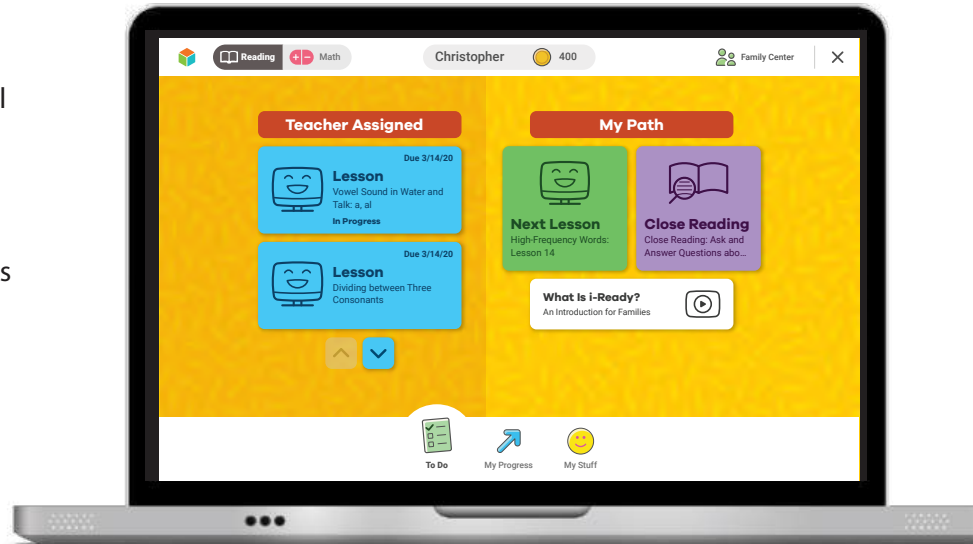 l
s
Reading
Math
Christopher
400
Family Center
Teacher Assigned
Due 3/14/20
Lesson
Vowel Sound in Water and
Talk: a, al
In Progress
Due 3/14/20
Lesson
Dividing between Three
Consonants
My Path
Next Lesson
High-Frequency Words:
Lesson 14
Close Reading
Close Reading: Ask and
Answer Questions abo...
What Is i-Ready?
An Introduction for Families
To Do
My Progress
My Stuff